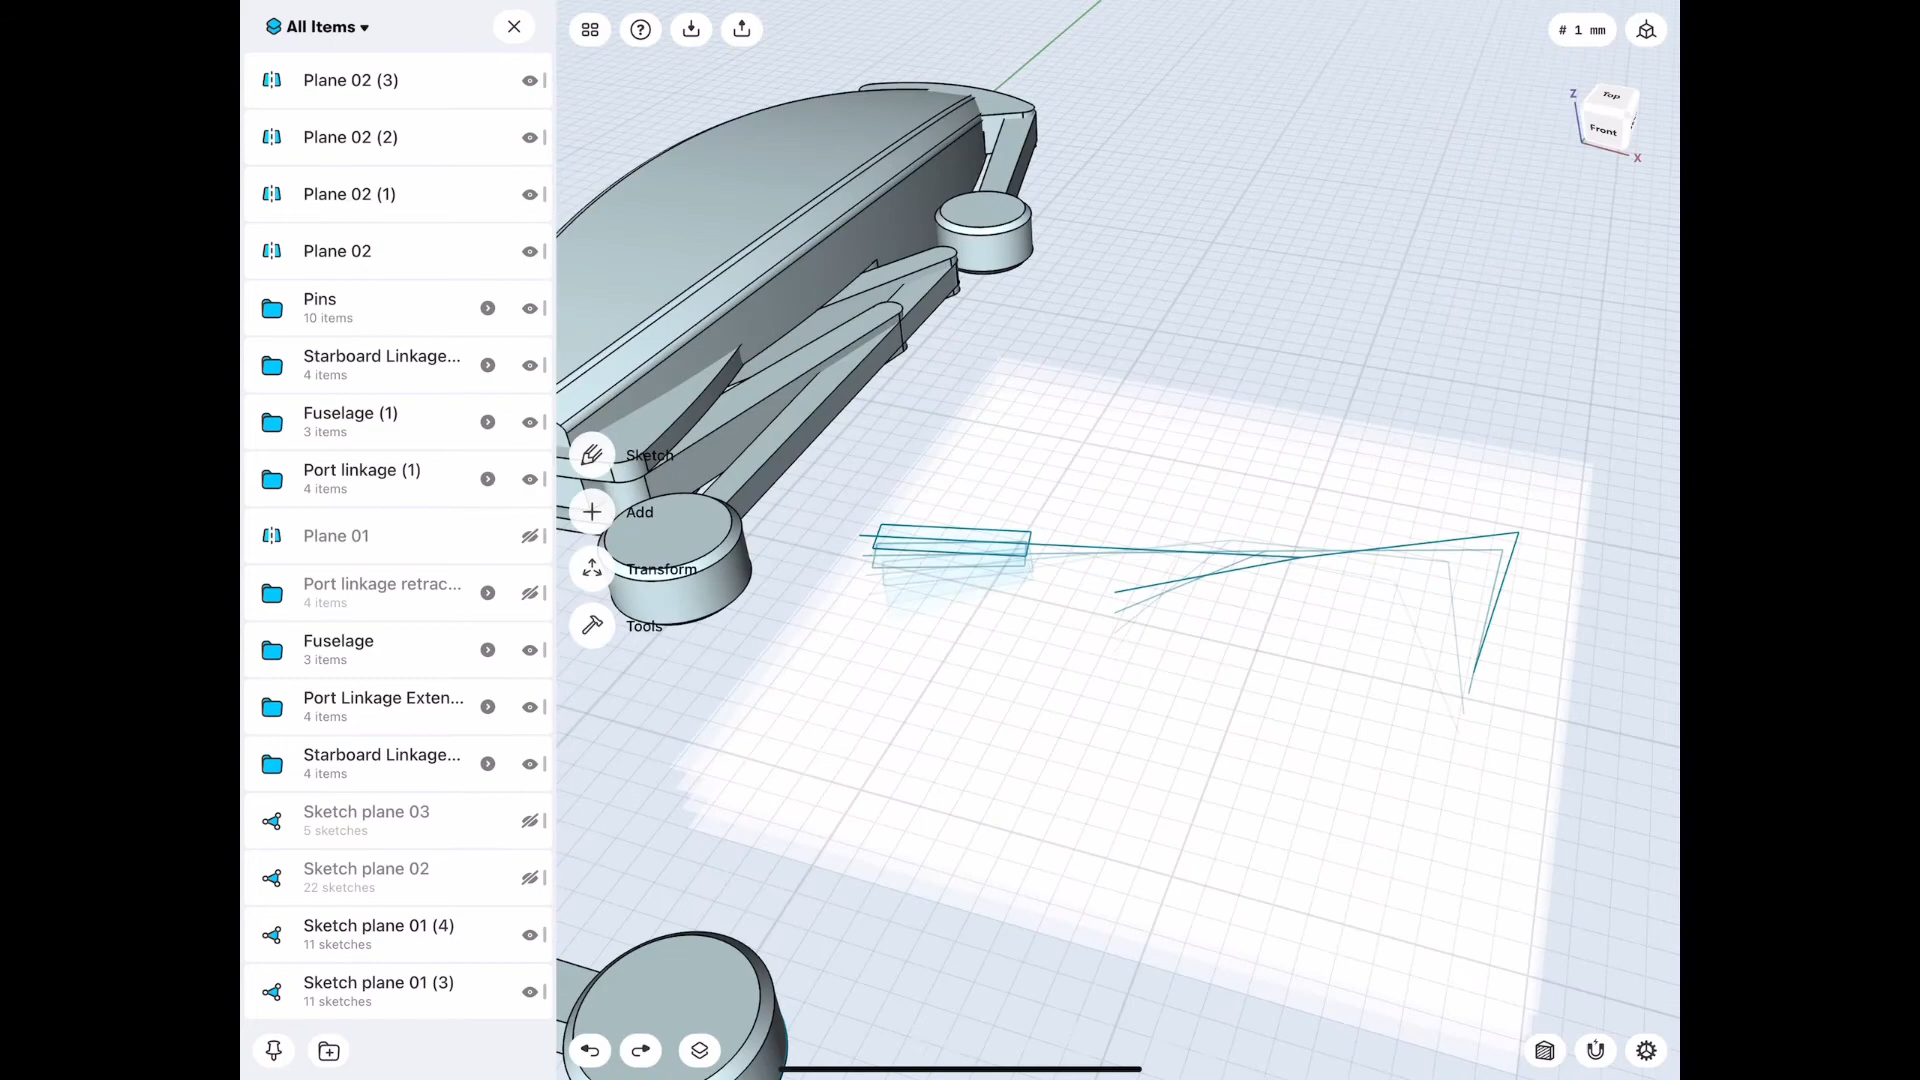 All Items
# 1 mm
Plane 02 (3)
Z
Top
Front
X
Plane 02 (2)
Plane 02 (1)
Plane 02
Pins
10 items
Starboard Linkage...
4 items
Fuselage (1)
3 items
Sketch
Port linkage (1)
4 items
Add
Plane 01
Transform
Port linkage retrac...
4 items
Tools
Fuselage
3 items
Port Linkage Exten...
4 items
Starboard Linkage...
4 items
Sketch plane 03
5 sketches
Sketch plane 02
22 sketches
Sketch plane 01 (4)
11 sketches
Sketch plane 01 (3)
11 sketches